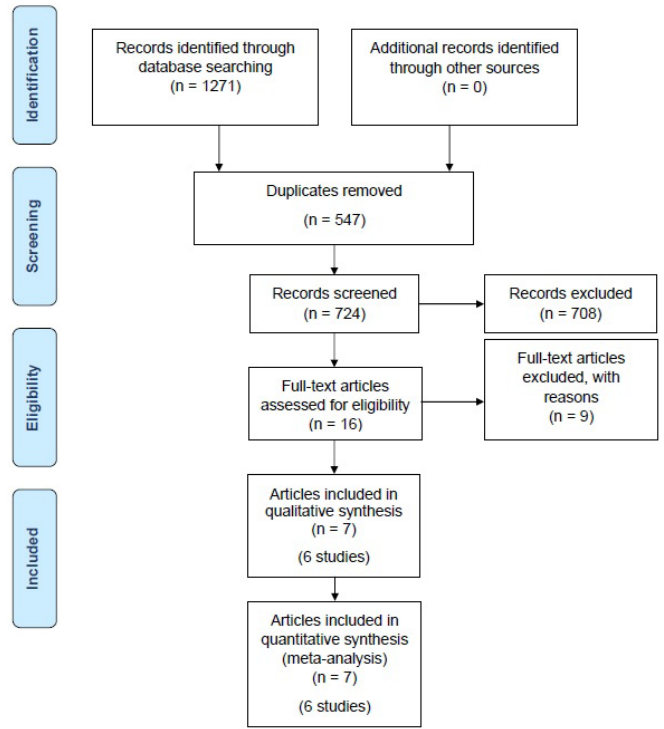 Identification
Records identified through
database searching
(n = 1271)
Additional records identified
through other sources
(n = 0)
Screening
Duplicates removed
(n = 547)
Records screened
(n = 724)
Records excluded
(n = 708)
Eligibility
Full-text articles
assessed for eligibility
(n = 16)
Full-text articles
excluded, with
reasons
(n = 9)
Included
Articles included in
qualitative synthesis
(n = 7)
(6 studies)
Articles included in
quantitative synthesis
(meta-analysis)
(n = 7)
(6 studies)